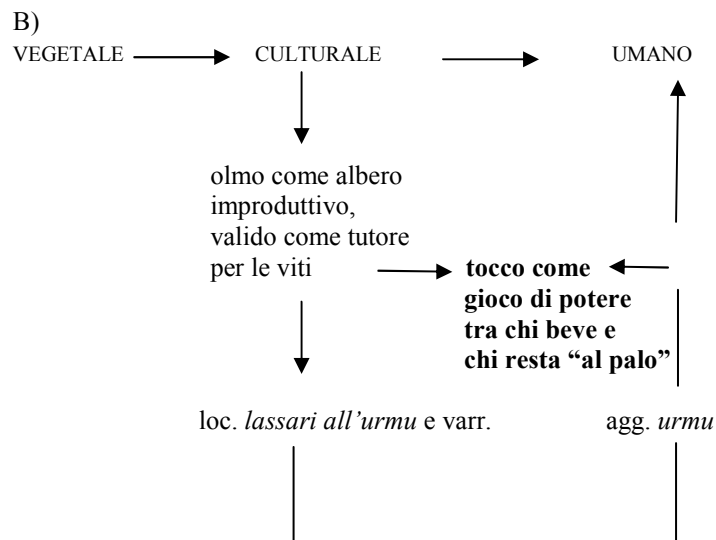 B)
VEGETALE CULTURALE UMANO
olmo come albero
improduttivo,
valido come tutore
per le viti
tocco come
gioco di potere
tra chi beve e
chi resta “al palo”
loc. lassari all’urmu e varr. agg. urmu